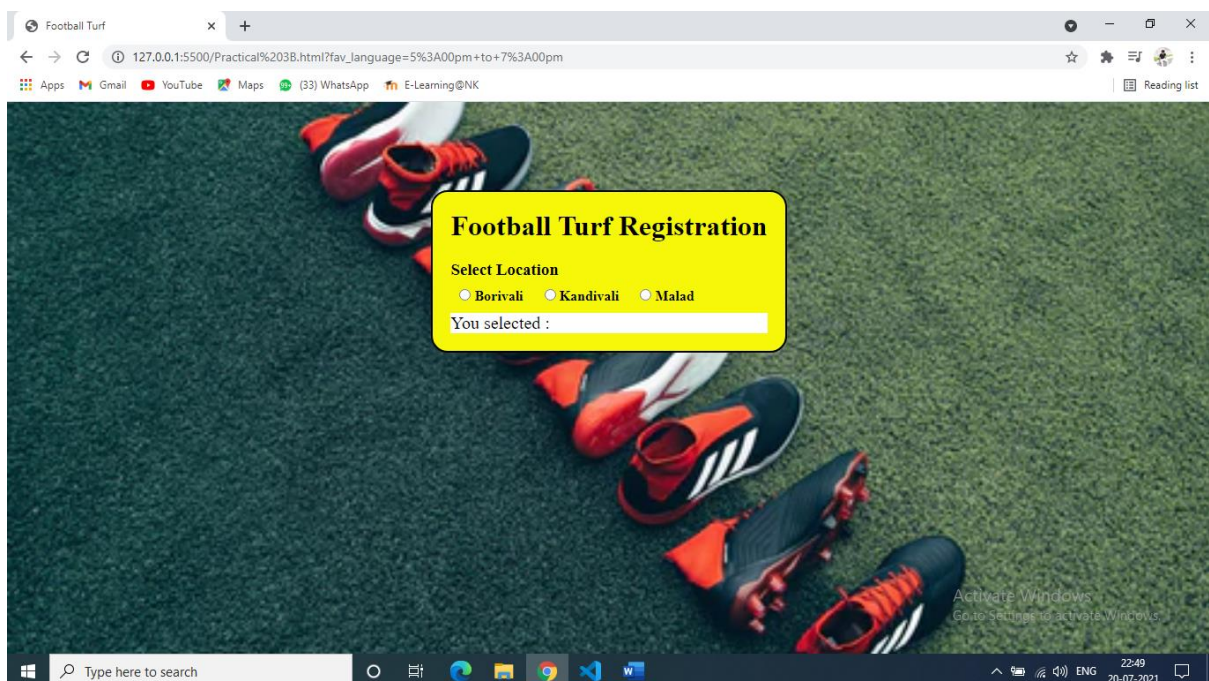 Football Turf
127.0.0.1:5500/Practical%203B.html?fav_language=5%3A00pm+to+7%3A00pm
Apps Gmail YouTube Maps 99+ (33) WhatsApp E-Learning@NK Reading list
Football Turf Registration
Select Location
Borivali Kandivali Malad
You selected :
Activate Windows
Go to Settings to activate Windows.
Type here to search
ENG
22:49
20-07-2021